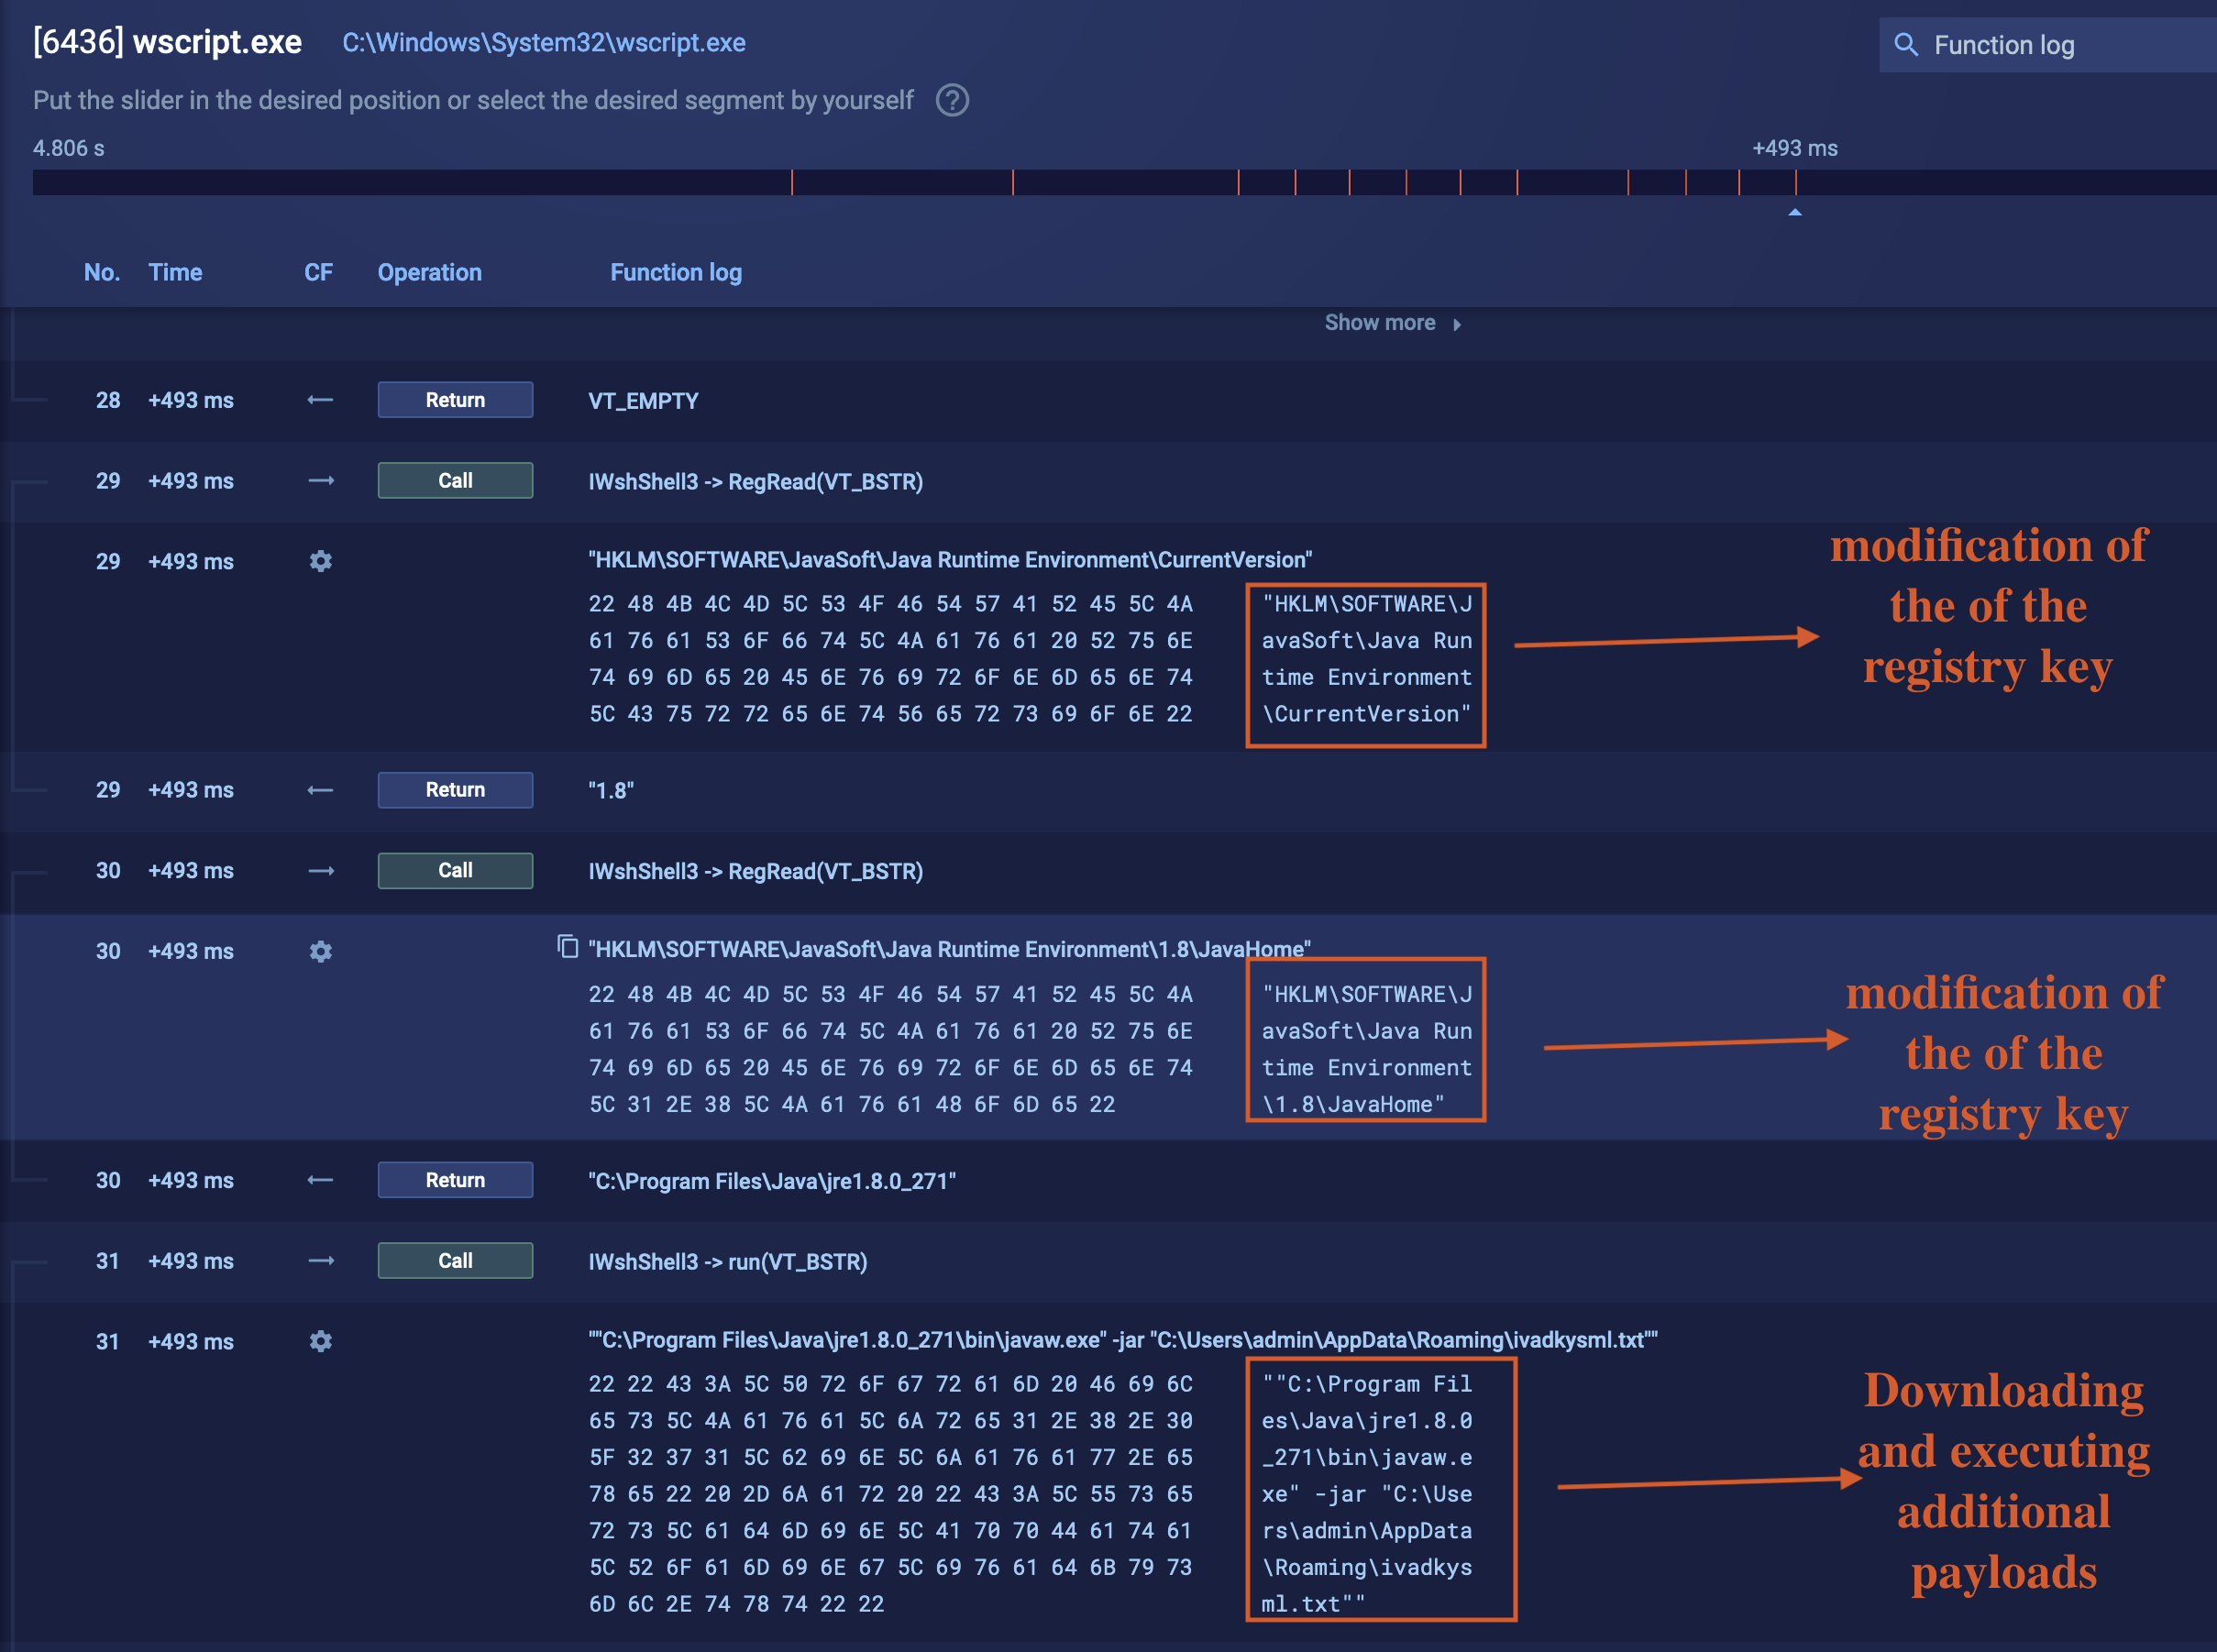 [6436] wscript.exe C:\Windows\System32\wscript.exe
Function log
Put the slider in the desired position or select the desired segment by yourself ?
4.806 s
+493 ms
No. Time CF Operation Function log
Show more
28 +493 ms Return VT_EMPTY
29 +493 ms Call IWshShell3 -> RegRead(VT_BSTR)
29 +493 ms "HKLM\SOFTWARE\JavaSoft\Java Runtime Environment\CurrentVersion"
22 48 4B 4C 4D 5C 53 4F 46 54 57 41 52 45 5C 4A "HKLM\SOFTWARE\J
61 76 61 53 6F 66 74 5C 4A 61 76 61 20 52 75 6E avaSoft\Java Run
74 69 6D 65 20 45 6E 76 69 72 6F 6E 6D 65 6E 74 time Environment
5C 43 75 72 72 65 6E 74 56 65 72 73 69 6F 6E 22 \CurrentVersion"
modification of
the of the
registry key
29 +493 ms Return "1.8"
30 +493 ms Call IWshShell3 -> RegRead(VT_BSTR)
30 +493 ms "HKLM\SOFTWARE\JavaSoft\Java Runtime Environment\1.8\JavaHome"
22 48 4B 4C 4D 5C 53 4F 46 54 57 41 52 45 5C 4A "HKLM\SOFTWARE\J
61 76 61 53 6F 66 74 5C 4A 61 76 61 20 52 75 6E avaSoft\Java Run
74 69 6D 65 20 45 6E 76 69 72 6F 6E 6D 65 6E 74 time Environment
5C 31 2E 38 5C 4A 61 76 61 48 6F 6D 65 22 \1.8\JavaHome"
modification of
the of the
registry key
30 +493 ms Return "C:\Program Files\Java\jre1.8.0_271"
31 +493 ms Call IWshShell3 -> run(VT_BSTR)
31 +493 ms ""C:\Program Files\Java\jre1.8.0_271\bin\javaw.exe" -jar "C:\Users\admin\AppData\Roaming\ivadkysml.txt""
22 22 43 3A 5C 50 72 6F 67 72 61 6D 20 46 69 6C ""C:\Program Fil
65 73 5C 4A 61 76 61 5C 6A 72 65 31 2E 38 2E 30 es\Java\jre1.8.0
5F 32 37 31 5C 62 69 6E 5C 6A 61 76 61 77 2E 65 _271\bin\javaw.e
78 65 22 20 2D 6A 61 72 20 22 43 3A 5C 55 73 65 xe" -jar "C:\Use
72 73 5C 61 64 6D 69 6E 5C 41 70 70 44 61 74 61 rs\admin\AppData
5C 52 6F 61 6D 69 6E 67 5C 69 76 61 64 6B 79 73 \Roaming\ivadkys
6D 6C 2E 74 78 74 22 22 ml.txt""
Downloading
and executing
additional
payloads